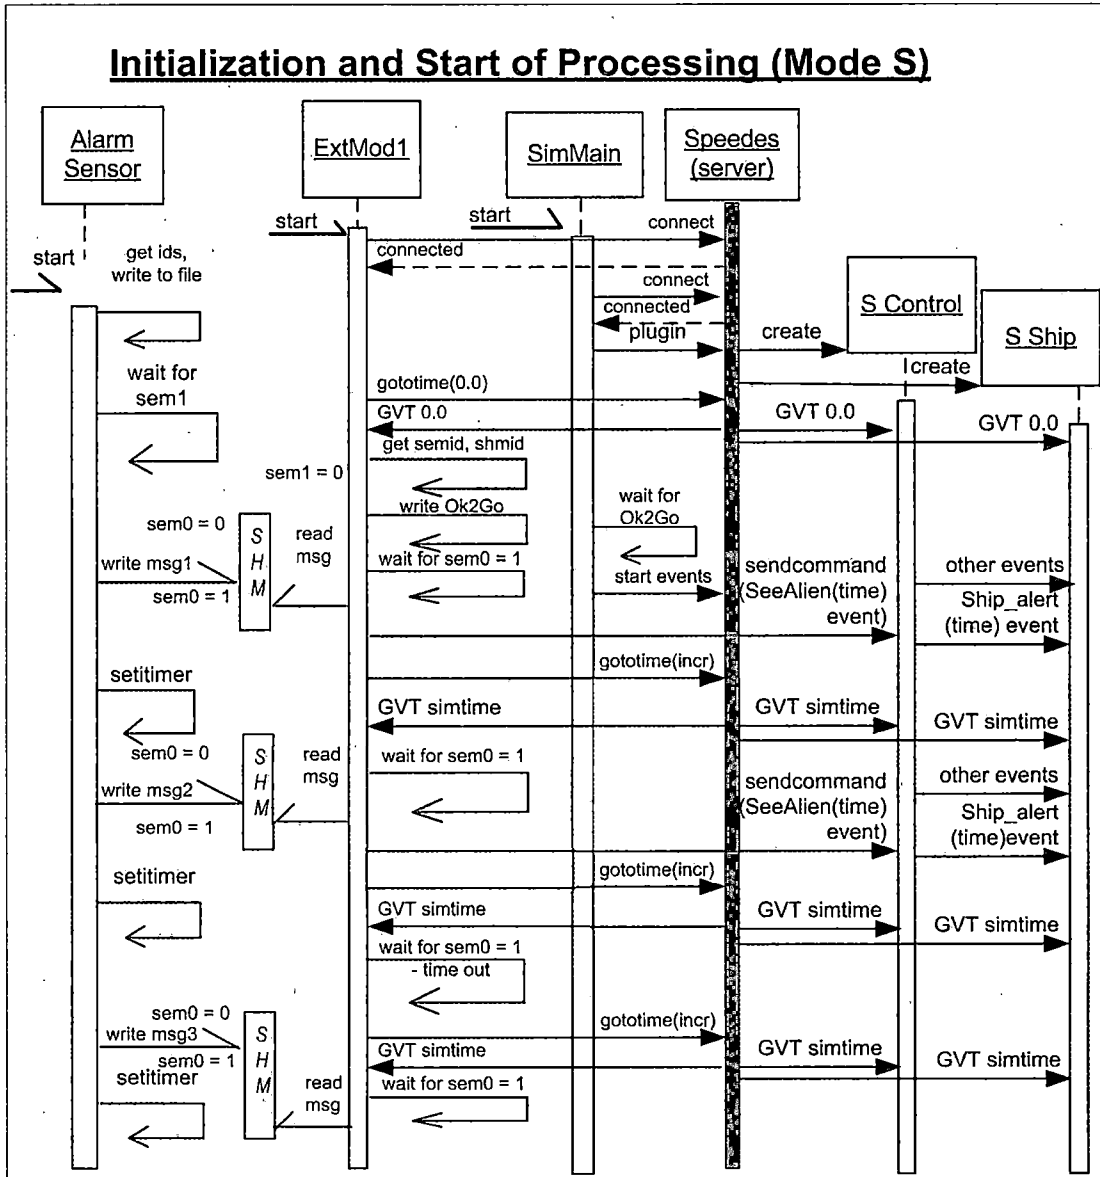 Initialization and Start of Processing (Mode S)
Alarm
Sensor
ExtMod1
SimMain
Speedes
(server)
start
start
connect
get ids,
write to file
start
connected
connect
connected
plugin
create
S Control
S Ship
create
wait for
sem1
gototime(0.0)
GVT 0.0
GVT 0.0
GVT 0.0
get semid, shmid
sem1 = 0
write Ok2Go
wait for
Ok2Go
sem0 = 0
S
H
M
read
msg
write msg1
sem0 = 1
wait for sem0 = 1
start events
sendcommand
(SeeAlien(time)
event)
other events
Ship_alert
(time) event
setitimer
gototime(incr)
GVT simtime
GVT simtime
GVT simtime
sem0 = 0
S
H
M
read
msg
wait for sem0 = 1
write msg2
sem0 = 1
sendcommand
(SeeAlien(time)
event)
other events
Ship_alert
(time)event
setitimer
gototime(incr)
GVT simtime
GVT simtime
GVT simtime
wait for sem0 = 1
- time out
sem0 = 0
S
H
M
write msg3
sem0 = 1
gototime(incr)
GVT simtime
GVT simtime
GVT simtime
setitimer
read
msg
wait for sem0 = 1